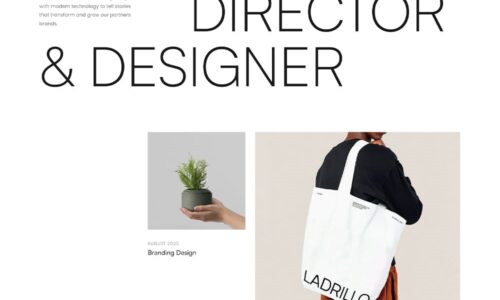 with modern technology to tell stories
that transform and grow our partners
brands.
DIRECTOR
& DESIGNER
AUGUST 2022
Branding Design
LADRILLO